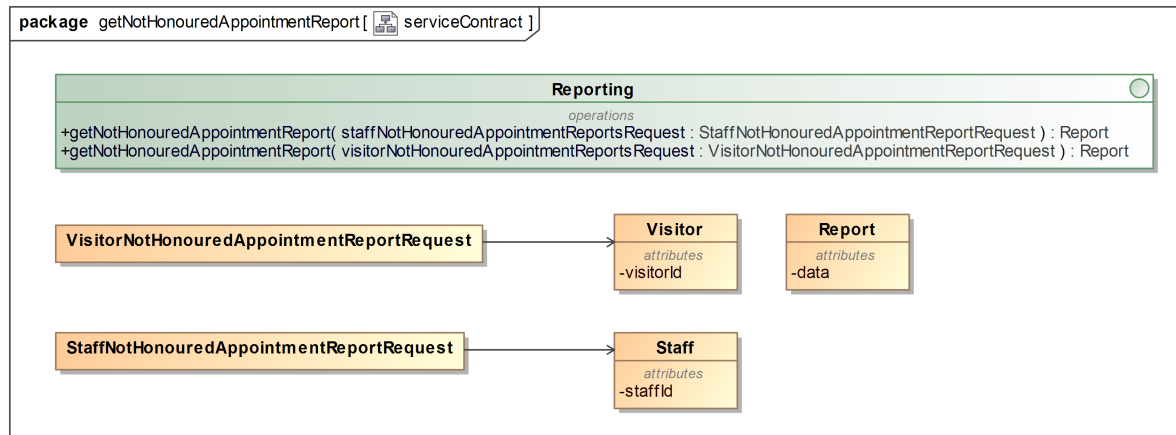 package getNotHonouredAppointmentReport [ serviceContract ]
Reporting
operations
+getNotHonouredAppointmentReport( staffNotHonouredAppointmentReportsRequest : StaffNotHonouredAppointmentReportRequest ) : Report
+getNotHonouredAppointmentReport( visitorNotHonouredAppointmentReportsRequest : VisitorNotHonouredAppointmentReportRequest ) : Report
VisitorNotHonouredAppointmentReportRequest
Visitor
attributes
-visitorId
Report
attributes
-data
StaffNotHonouredAppointmentReportRequest
Staff
attributes
-staffId